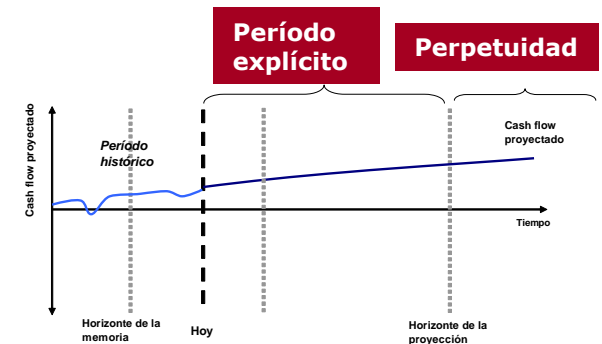 Período
explícito
Perpetuidad
Cash flow proyectado
Período
histórico
Cash flow
proyectado
Tiempo
Horizonte de la
memoria
Hoy
Horizonte de la
proyección